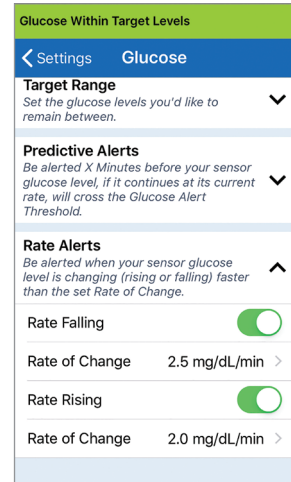 Glucose Within Target Levels
Settings Glucose
Target Range
Set the glucose levels you'd like to
remain between.
Predictive Alerts
Be alerted X Minutes before your sensor
glucose level, if it continues at its current
rate, will cross the Glucose Alert
Threshold.
Rate Alerts
Be alerted when your sensor glucose
level is changing (rising or falling) faster
than the set Rate of Change.
Rate Falling
Rate of Change 2.5 mg/dL/min
Rate Rising
Rate of Change 2.0 mg/dL/min